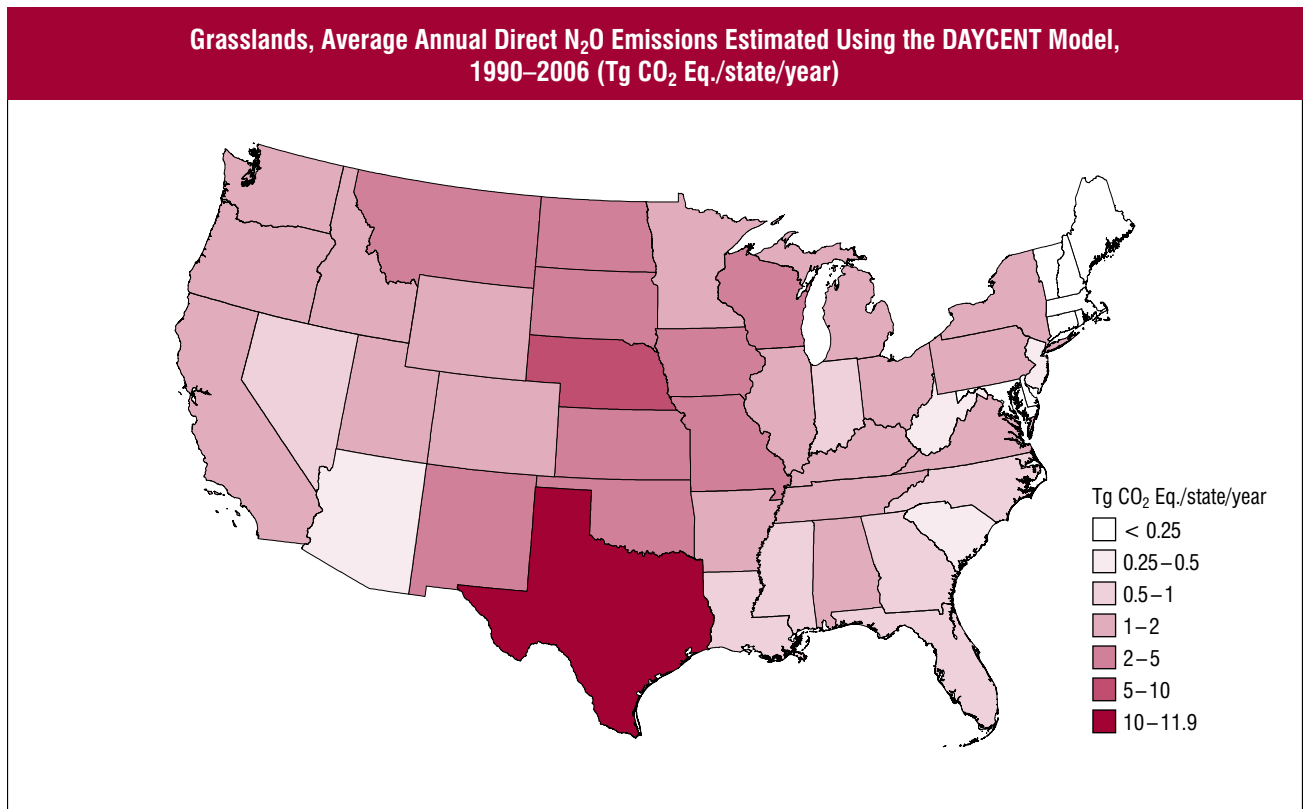 Grasslands, Average Annual Direct N₂O Emissions Estimated Using the DAYCENT Model,
1990–2006 (Tg CO₂ Eq./state/year)
Tg CO₂ Eq./state/year
< 0.25
0.25–0.5
0.5–1
1–2
2–5
5–10
10–11.9